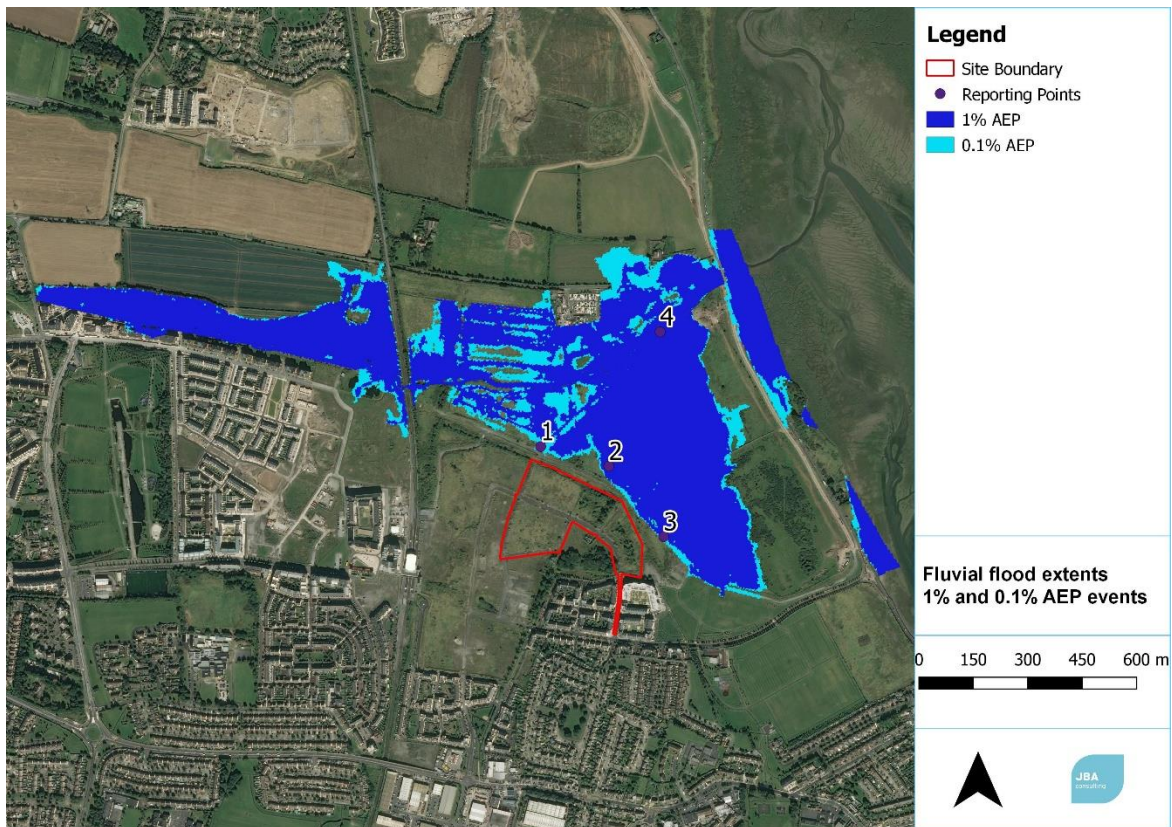 Legend
Site Boundary
Reporting Points
1% AEP
0.1% AEP
4
1
2
3
Fluvial flood extents
1% and 0.1% AEP events
0 150 300 450 600 m
JBA
consulting